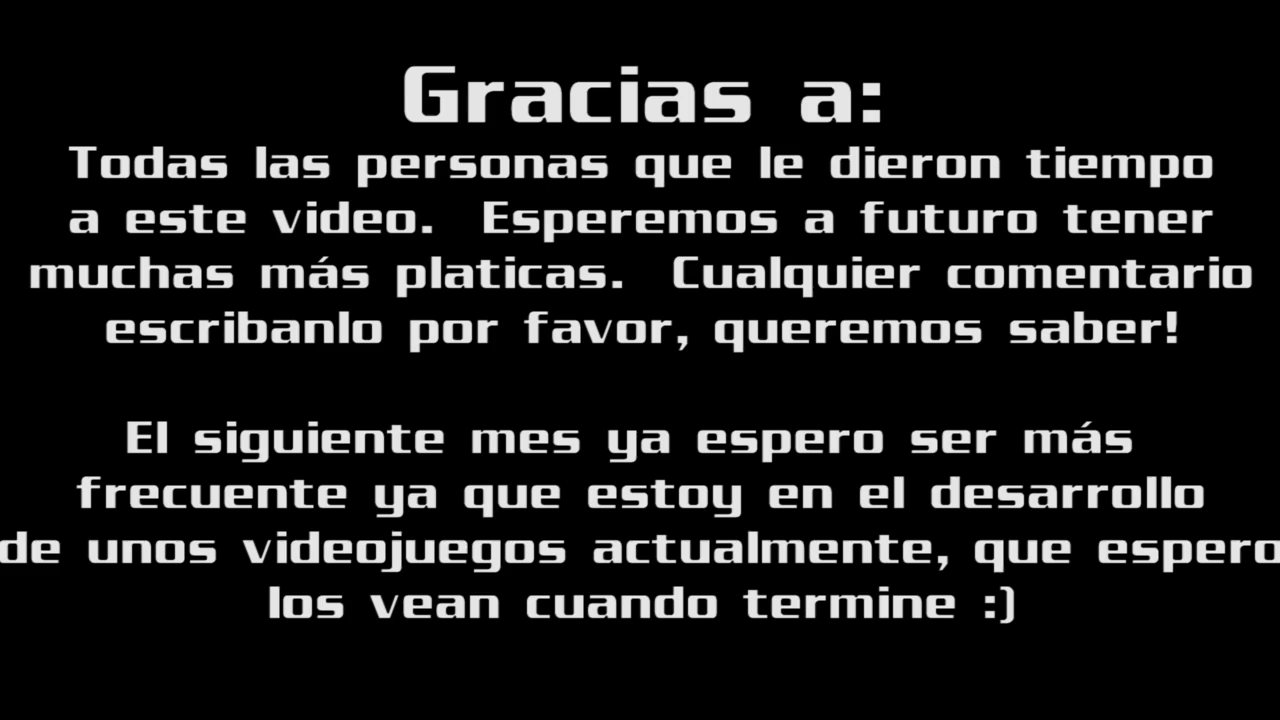 Gracias a:
Todas las personas que le dieron tiempo
a este video.  Esperemos a futuro tener
muchas más platicas.  Cualquier comentario
escribanlo por favor, queremos saber!
El siguiente mes ya espero ser más
frecuente ya que estoy en el desarrollo
de unos videojuegos actualmente, que espero
los vean cuando termine :)